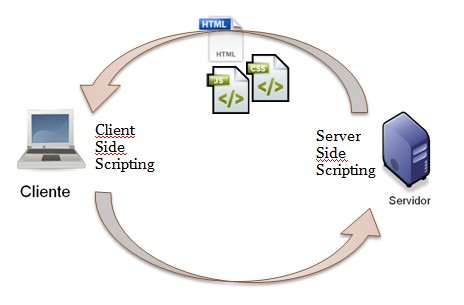 HTML
HTML
JS
</>
CSS
</>
Client
Side
Scripting
Cliente
Server
Side
Scripting
Servidor